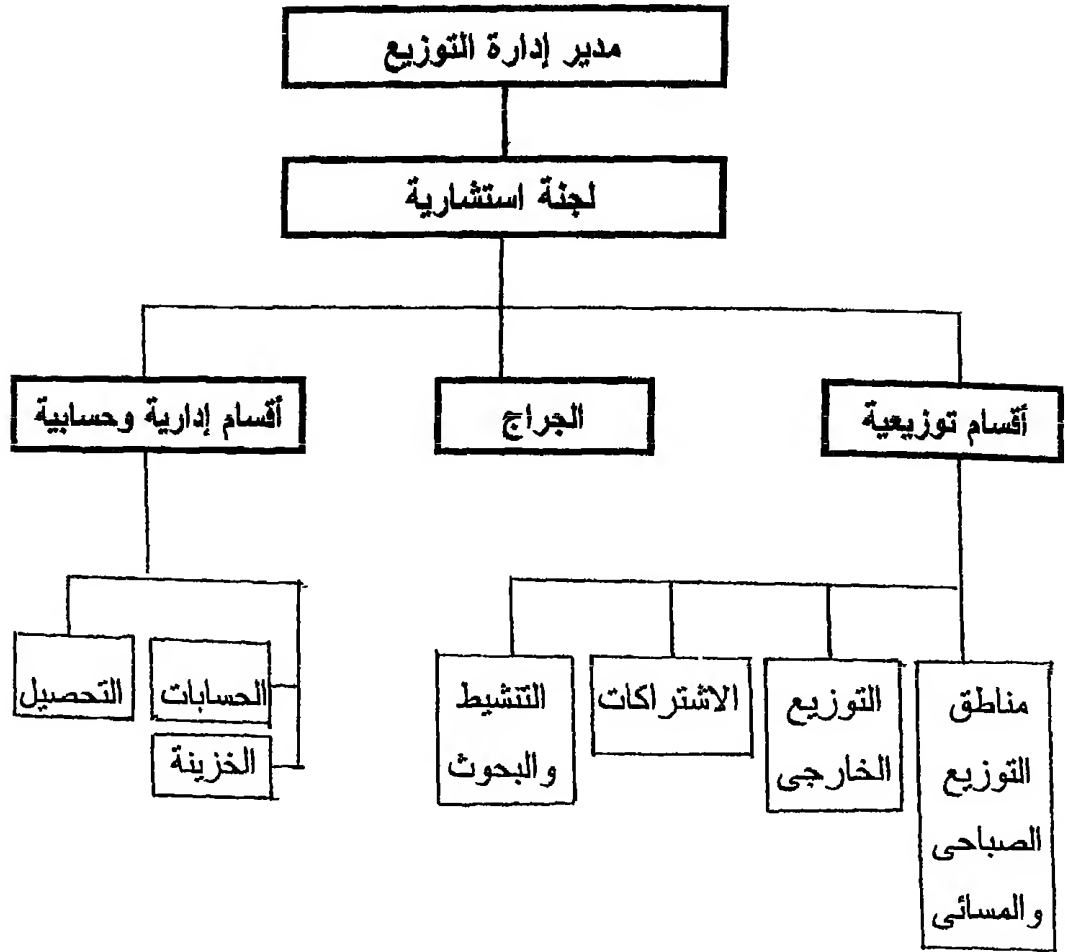 مدير إدارة التوزيع
لجنة استشارية
أقسام توزيعية
الجراج
أقسام إدارية وحسابية
مناطق
التوزيع
الصباحى
والمسائى
التوزيع
الخارجى
الاشتراكات
التنشيط
والبحوث
الحسابات
الخزينة
التحصيل